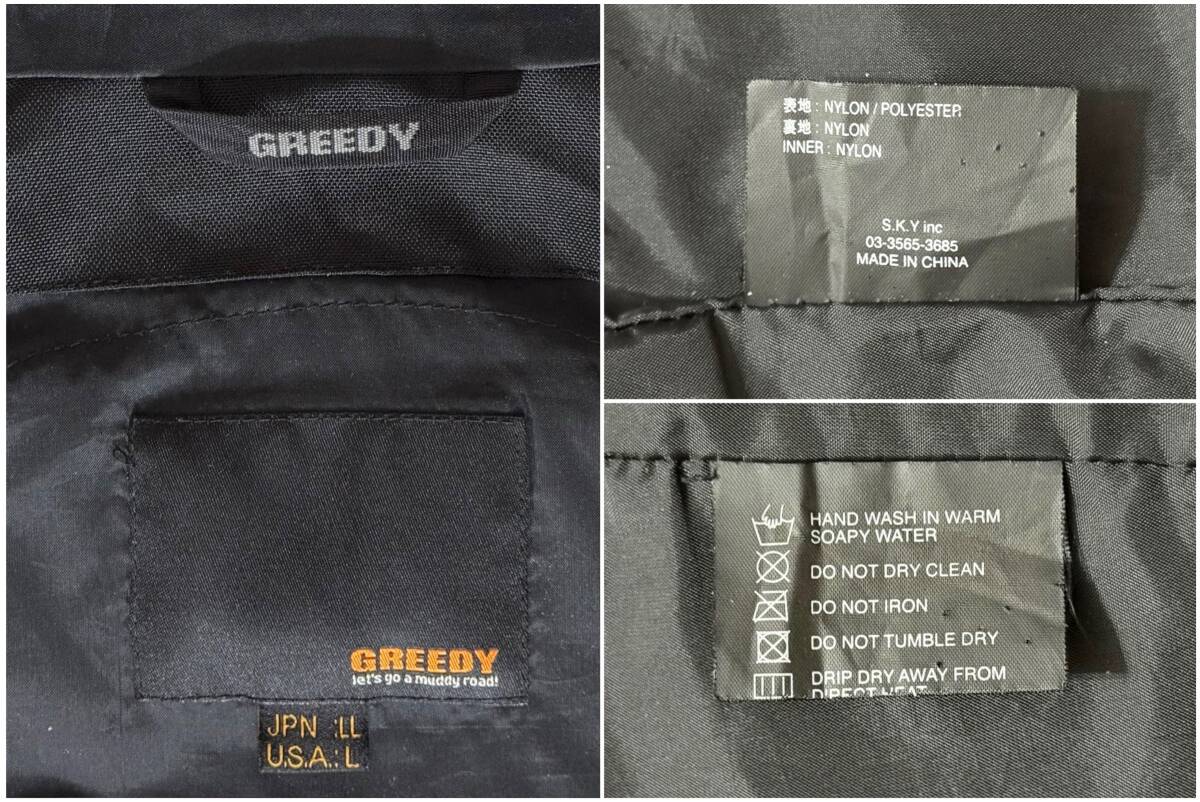 GREEDY
GREEDY
let's go a muddy road!
JPN :LL
U.S.A.: L
表地 : NYLON / POLYESTER
裏地 : NYLON
INNER : NYLON
S.K.Y inc
03-3565-3685
MADE IN CHINA
HAND WASH IN WARM
SOAPY WATER
DO NOT DRY CLEAN
DO NOT IRON
DO NOT TUMBLE DRY
DRIP DRY AWAY FROM
DIRECT HEAT